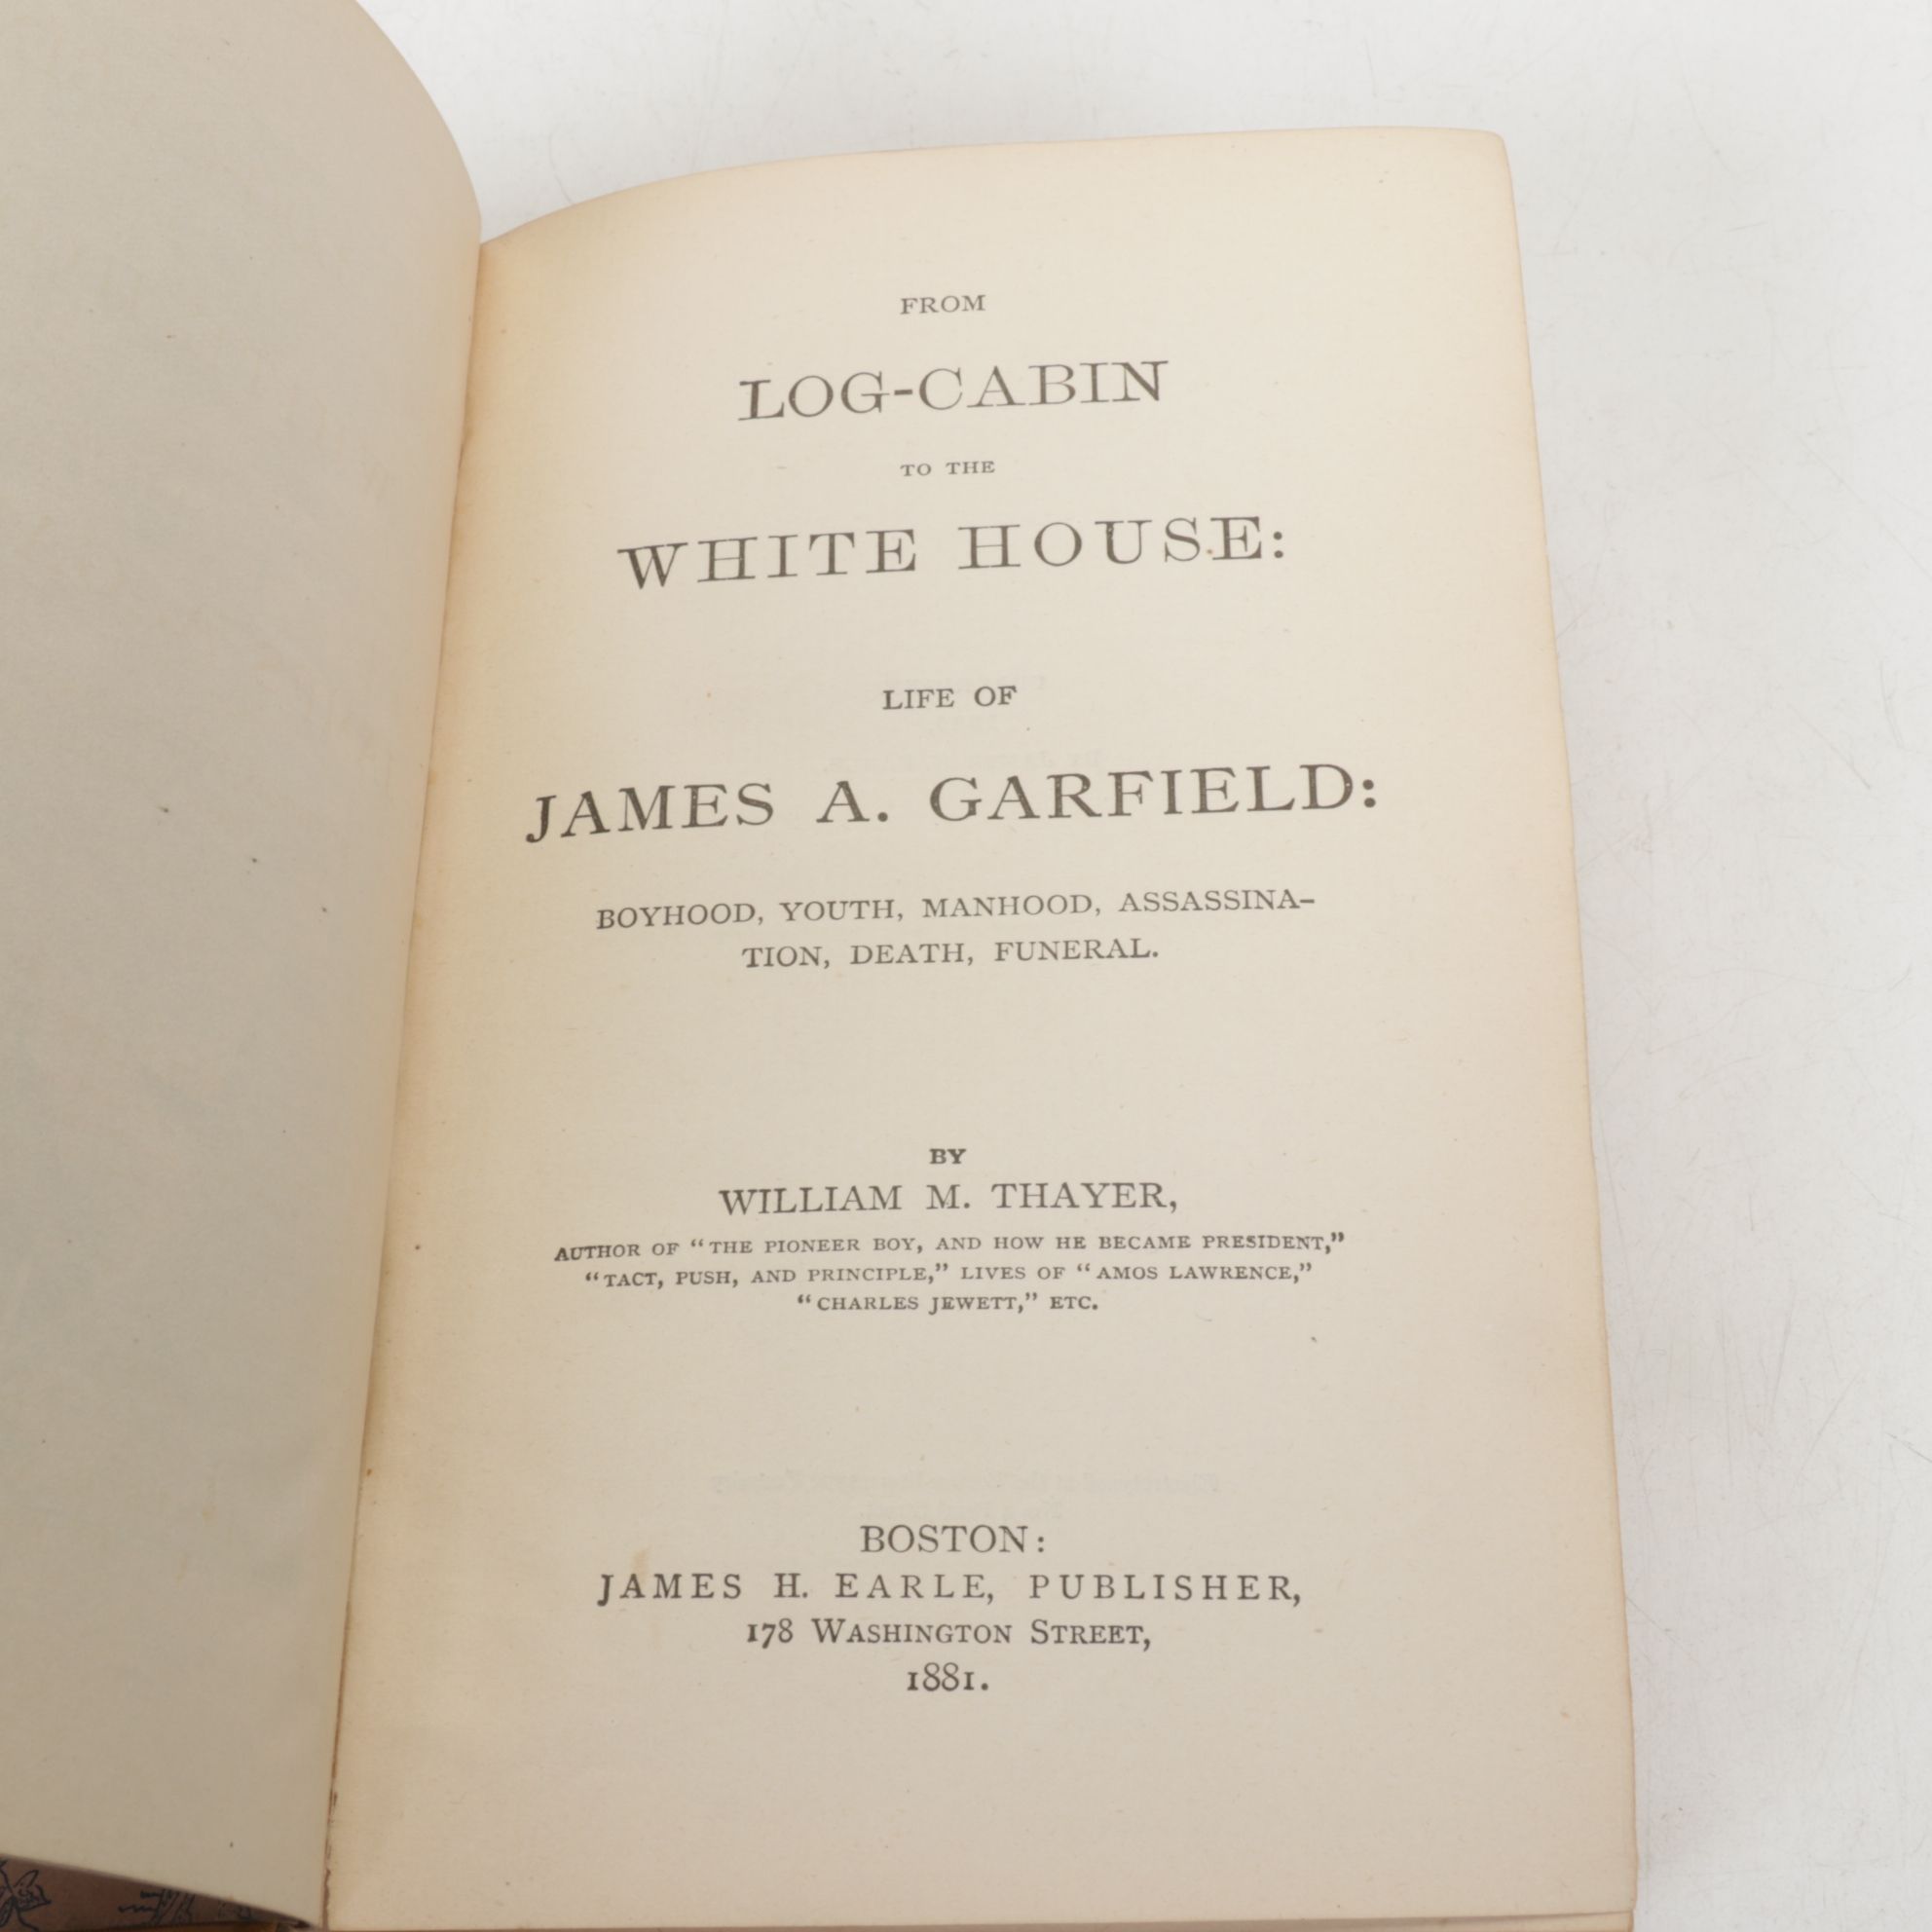 FROM
LOG-CABIN
TO THE
WHITE HOUSE:
LIFE OF
JAMES A. GARFIELD:
BOYHOOD, YOUTH, MANHOOD, ASSASSINA-
TION, DEATH, FUNERAL.
BY
WILLIAM M. THAYER,
AUTHOR OF "THE PIONEER BOY, AND HOW HE BECAME PRESIDENT,"
"TACT, PUSH, AND PRINCIPLE," LIVES OF "AMOS LAWRENCE,"
"CHARLES JEWETT," ETC.
BOSTON:
JAMES H. EARLE, PUBLISHER,
178 WASHINGTON STREET,
1881.